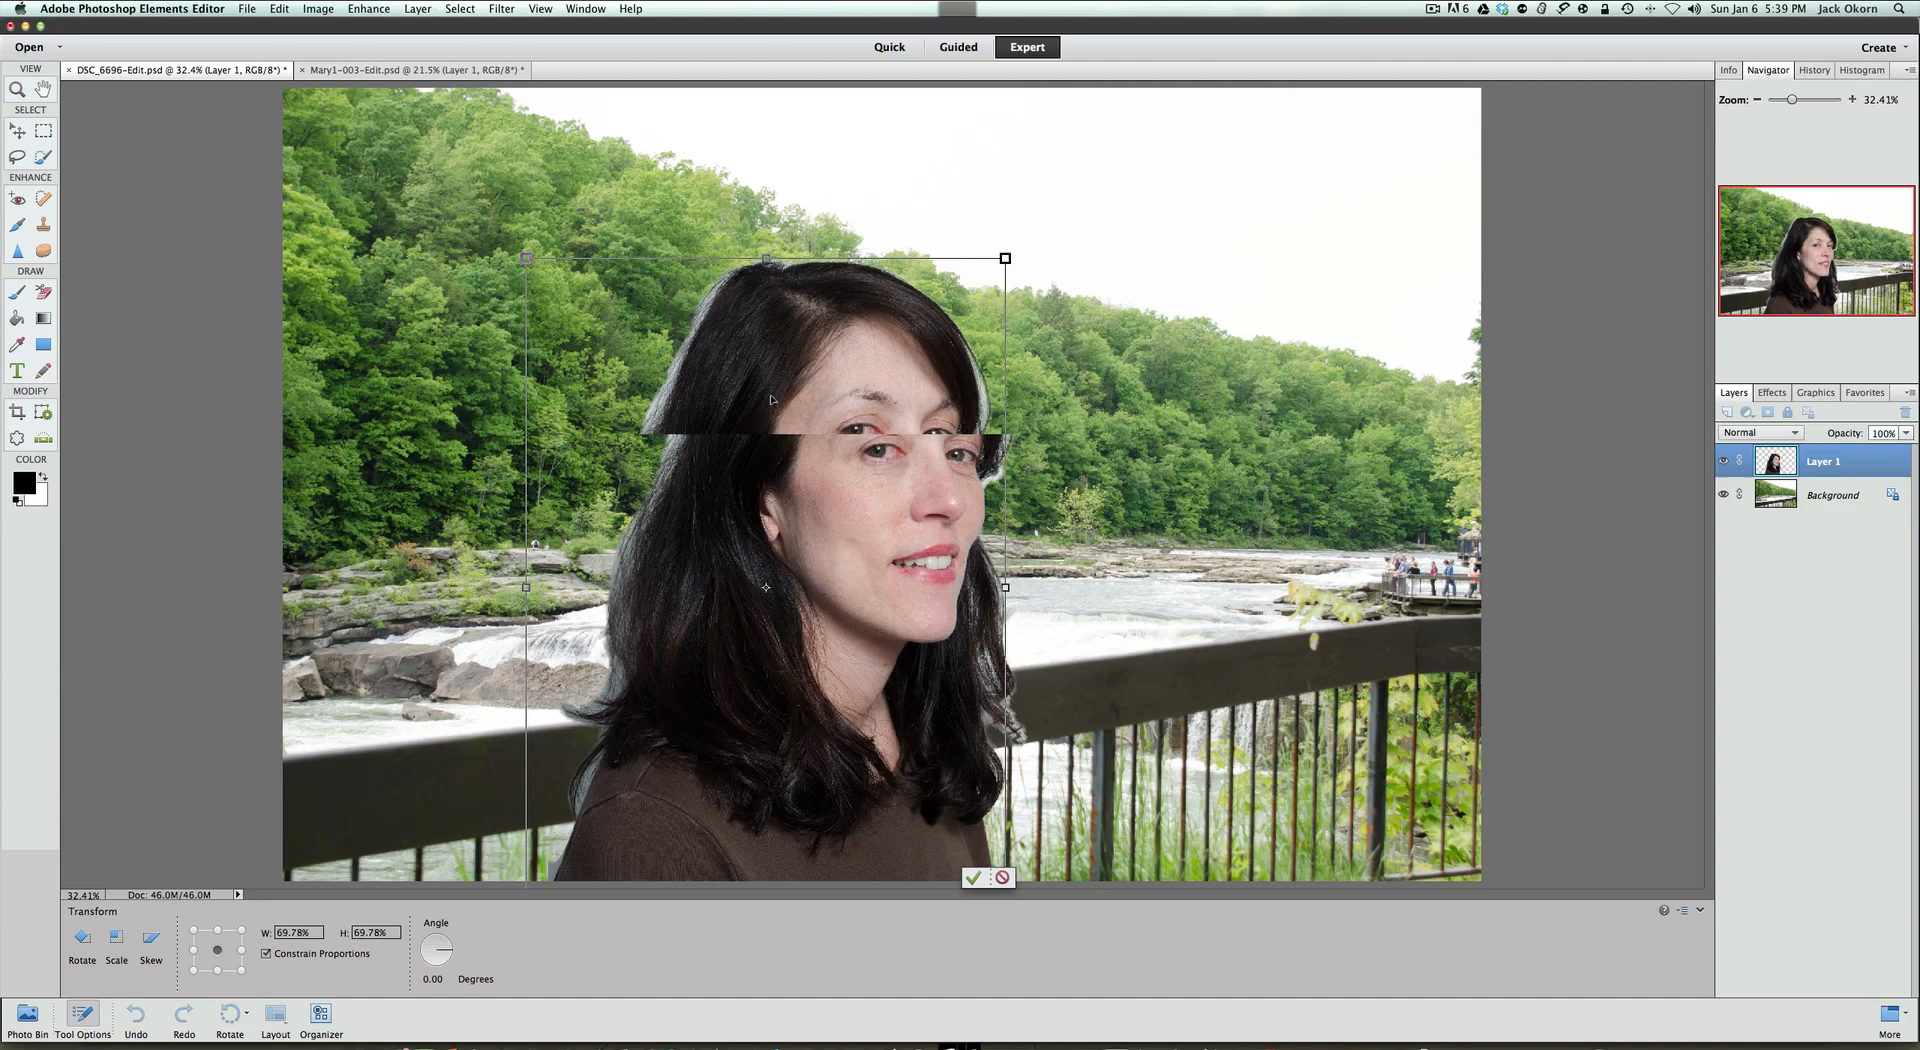 Adobe Photoshop Elements Editor File Edit Image Enhance Layer Select Filter View Window Help 6 Sun Jan 6 5:39 PM Jack Okorn
Open Quick Guided Expert Create
VIEW
× DSC_6696-Edit.psd @ 32.4% (Layer 1, RGB/8*) * × Mary1-003-Edit.psd @ 21.5% (Layer 1, RGB/8*) *
Info Navigator History Histogram
Zoom: 32.41%
SELECT
ENHANCE
DRAW
T
MODIFY
COLOR
Layers Effects Graphics Favorites
Normal Opacity: 100%
Layer 1
Background
32.41% Doc: 46.0M/46.0M
Transform
W: 69.78% H: 69.78%
Constrain Proportions
Rotate Scale Skew
Angle
0.00 Degrees
Photo Bin Tool Options Undo Redo Rotate Layout Organizer More